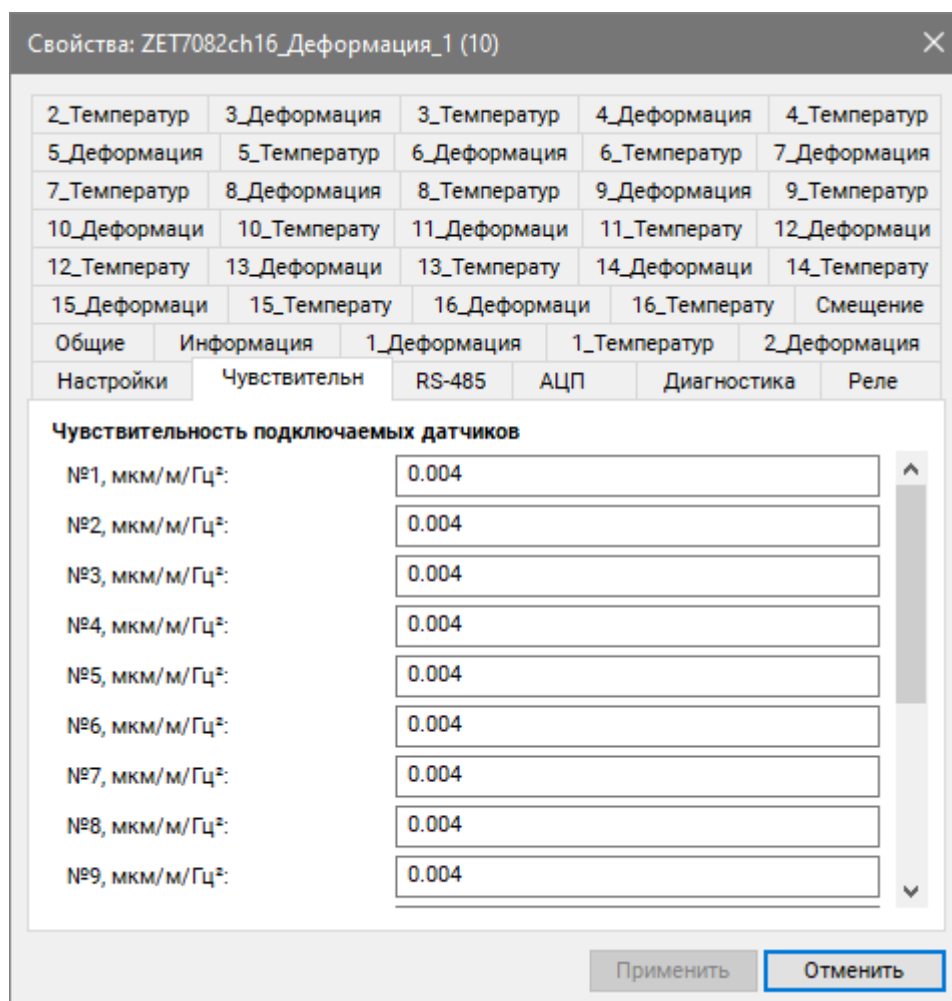 Свойства: ZET7082ch16_Деформация_1 (10)
2_Температур 3_Деформация 3_Температур 4_Деформация 4_Температур
5_Деформация 5_Температур 6_Деформация 6_Температур 7_Деформация
7_Температур 8_Деформация 8_Температур 9_Деформация 9_Температур
10_Деформаци 10_Температу 11_Деформаци 11_Температу 12_Деформаци
12_Температу 13_Деформаци 13_Температу 14_Деформаци 14_Температу
15_Деформаци 15_Температу 16_Деформаци 16_Температу Смещение
Общие Информация 1_Деформация 1_Температур 2_Деформация
Настройки Чувствительн RS-485 АЦП Диагностика Реле
Чувствительность подключаемых датчиков
№1, мкм/м/Гц²: 0.004
№2, мкм/м/Гц²: 0.004
№3, мкм/м/Гц²: 0.004
№4, мкм/м/Гц²: 0.004
№5, мкм/м/Гц²: 0.004
№6, мкм/м/Гц²: 0.004
№7, мкм/м/Гц²: 0.004
№8, мкм/м/Гц²: 0.004
№9, мкм/м/Гц²: 0.004
Применить Отменить